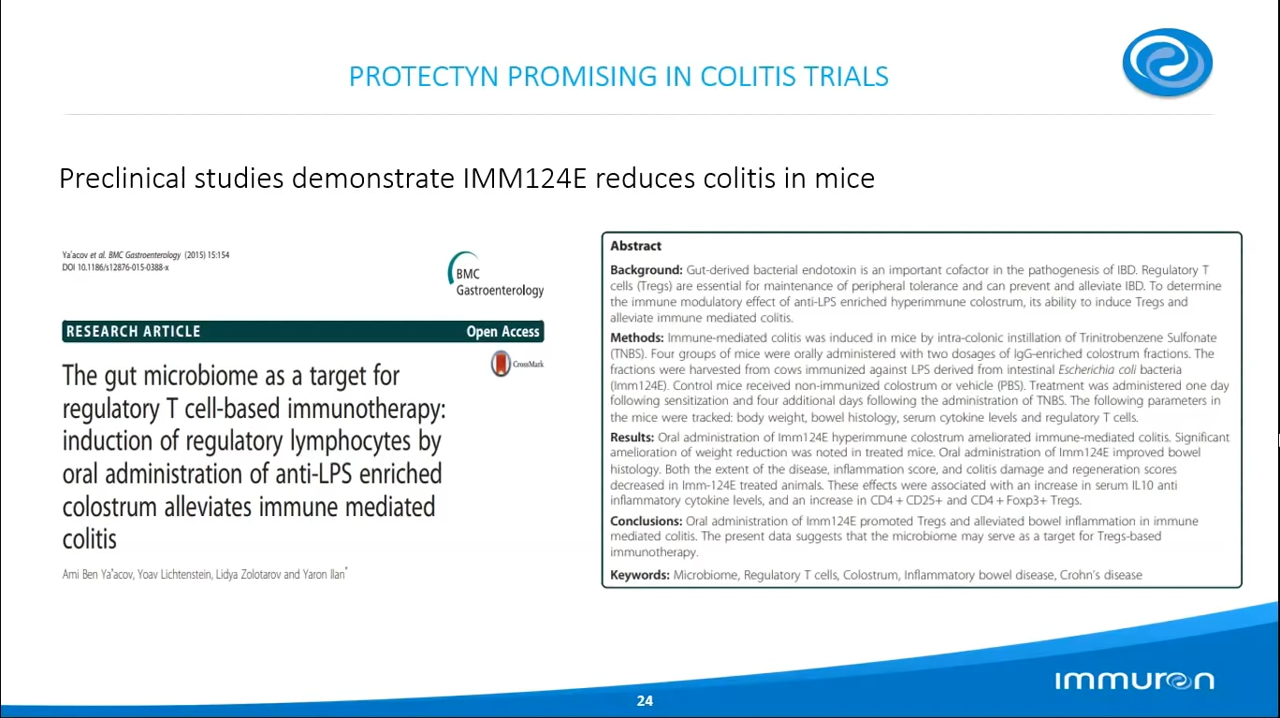 PROTECTYN PROMISING IN COLITIS TRIALS
Preclinical studies demonstrate IMM124E reduces colitis in mice
Ya'acov et al. BMC Gastroenterology (2015) 15:154
DOI 10.1186/s12876-015-0388-x
BMC
Gastroenterology
RESEARCH ARTICLE
Open Access
CrossMark
The gut microbiome as a target for
regulatory T cell-based immunotherapy:
induction of regulatory lymphocytes by
oral administration of anti-LPS enriched
colostrum alleviates immune mediated
colitis
Ami Ben Ya'acov, Yoav Lichtenstein, Lidya Zolotarov and Yaron Ilan*
Abstract
Background: Gut-derived bacterial endotoxin is an important cofactor in the pathogenesis of IBD. Regulatory T
cells (Tregs) are essential for maintenance of peripheral tolerance and can prevent and alleviate IBD. To determine
the immune modulatory effect of anti-LPS enriched hyperimmune colostrum, its ability to induce Tregs and
alleviate immune mediated colitis.
Methods: Immune-mediated colitis was induced in mice by intra-colonic instillation of Trinitrobenzene Sulfonate
(TNBS). Four groups of mice were orally administered with two dosages of IgG-enriched colostrum fractions. The
fractions were harvested from cows immunized against LPS derived from intestinal Escherichia coli bacteria
(Imm124E). Control mice received non-immunized colostrum or vehicle (PBS). Treatment was administered one day
following sensitization and four additional days following the administration of TNBS. The following parameters in
the mice were tracked: body weight, bowel histology, serum cytokine levels and regulatory T cells.
Results: Oral administration of Imm124E hyperimmune colostrum ameliorated immune-mediated colitis. Significant
amelioration of weight reduction was noted in treated mice. Oral administration of Imm124E improved bowel
histology. Both the extent of the disease, inflammation score, and colitis damage and regeneration scores
decreased in Imm-124E treated animals. These effects were associated with an increase in serum IL10 anti
inflammatory cytokine levels, and an increase in CD4 + CD25+ and CD4 + Foxp3+ Tregs.
Conclusions: Oral administration of Imm124E promoted Tregs and alleviated bowel inflammation in immune
mediated colitis. The present data suggests that the microbiome may serve as a target for Tregs-based
immunotherapy.
Keywords: Microbiome, Regulatory T cells, Colostrum, Inflammatory bowel disease, Crohn's disease
immuron
24